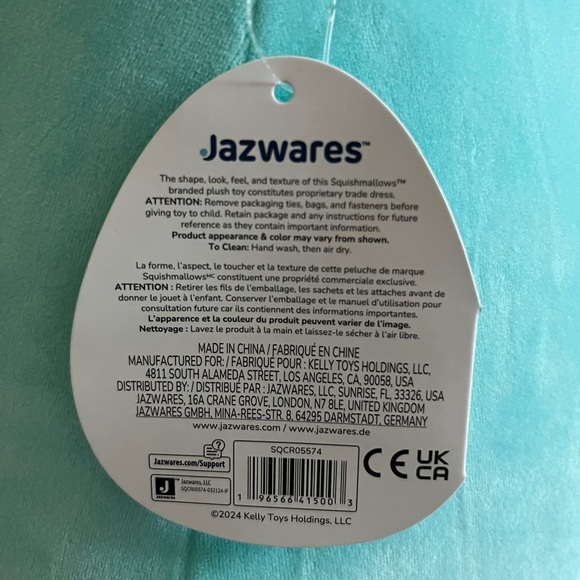 Jazwares™
The shape, look, feel, and texture of this Squishmallows™
branded plush toy constitutes proprietary trade dress.
ATTENTION: Remove packaging ties, bags, and fasteners before
giving toy to child. Retain package and any instructions for future
reference as they contain important information.
Product appearance & color may vary from shown.
To Clean: Hand wash, then air dry.
La forme, l'aspect, le toucher et la texture de cette peluche de marque
Squishmallowsᴹᶜ constituent une propriété commerciale exclusive.
ATTENTION : Retirer les fils de l'emballage, les sachets et les attaches avant de
donner le jouet à l'enfant. Conserver l'emballage et le manuel d'utilisation pour
consultation future car ils contiennent des informations importantes.
L'apparence et la couleur du produit peuvent varier de l'image.
Nettoyage : Lavez le produit à la main et laissez-le sécher à l'air libre.
MADE IN CHINA / FABRIQUÉ EN CHINE
MANUFACTURED FOR: / FABRIQUÉ POUR : KELLY TOYS HOLDINGS, LLC,
4811 SOUTH ALAMEDA STREET, LOS ANGELES, CA, 90058, USA
DISTRIBUTED BY: / DISTRIBUÉ PAR : JAZWARES, LLC, SUNRISE, FL, 33326, USA
JAZWARES, 16A CRANE GROVE, LONDON, N7 8LE, UNITED KINGDOM
JAZWARES GMBH, MINA-REES-STR. 8, 64295 DARMSTADT, GERMANY
www.jazwares.com / www.jazwares.de
Jazwares.com/Support
J™
Jazwares
Jazwares, LLC
SQCR05574-032124-IF
SQCR05574
1 96566 41500 3
CE UK
CA
©2024 Kelly Toys Holdings, LLC